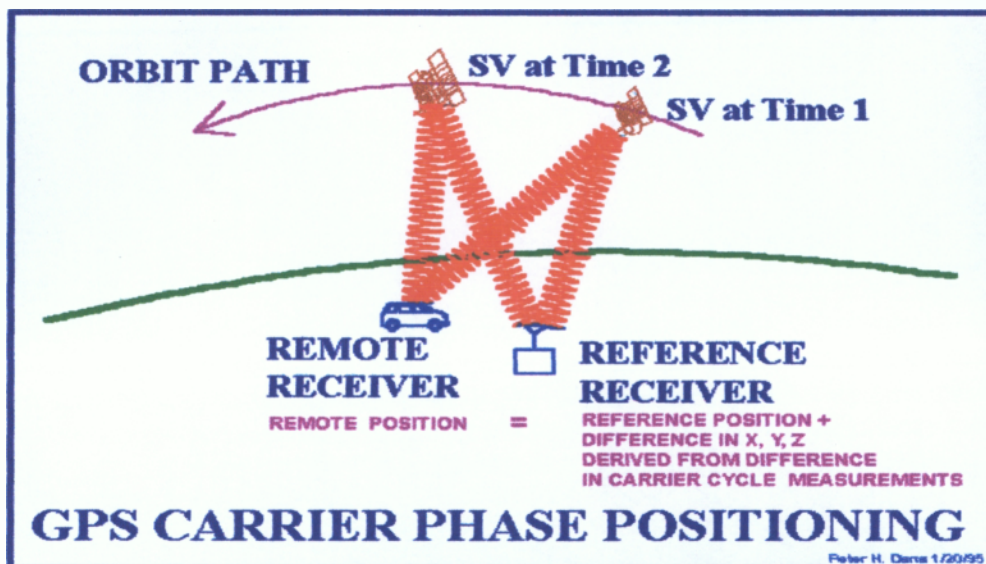 ORBIT PATH
SV at Time 2
SV at Time 1
REMOTE
RECEIVER
REFERENCE
RECEIVER
REMOTE POSITION =
REFERENCE POSITION +
DIFFERENCE IN X, Y, Z
DERIVED FROM DIFFERENCE
IN CARRIER CYCLE MEASUREMENTS
GPS CARRIER PHASE POSITIONING
Peter H. Dana 1/20/95